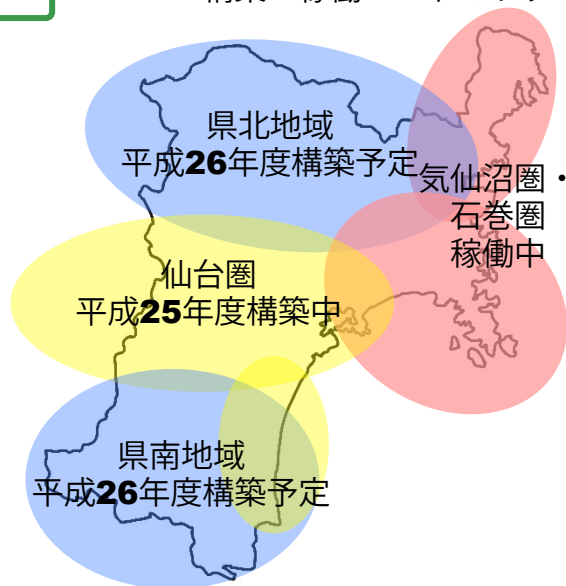 県北地域
平成26年度構築予定
気仙沼圏・
石巻圏
稼働中
仙台圏
平成25年度構築中
県南地域
平成26年度構築予定